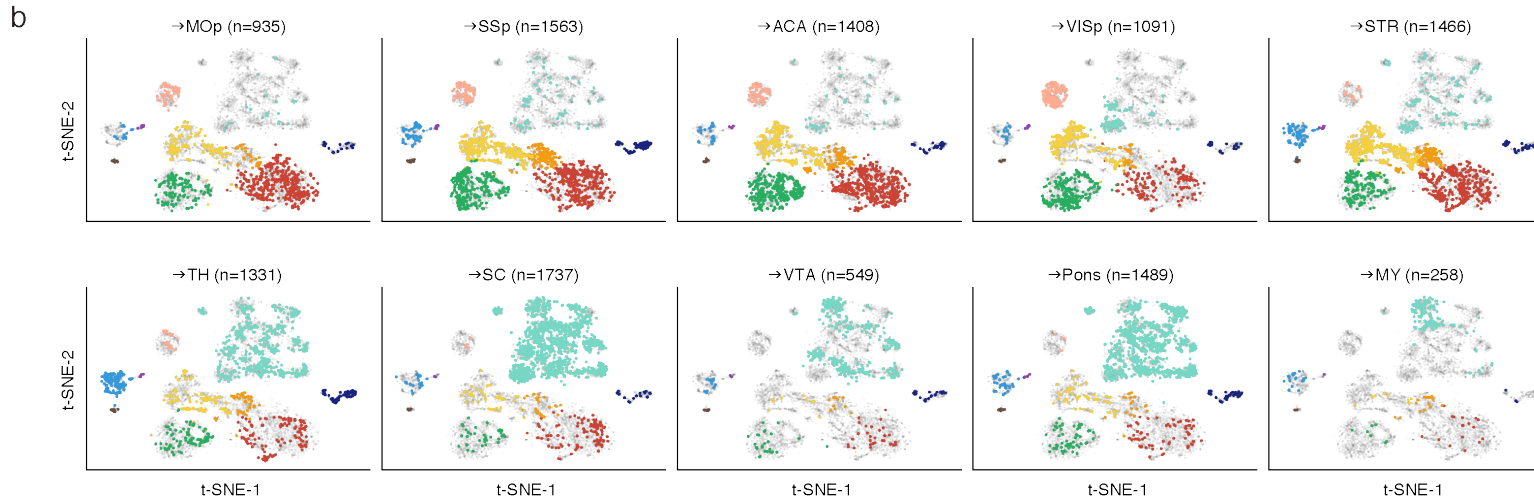 b
→MOp (n=935)
→SSp (n=1563)
→ACA (n=1408)
→VISp (n=1091)
→STR (n=1466)
t-SNE-2
→TH (n=1331)
→SC (n=1737)
→VTA (n=549)
→Pons (n=1489)
→MY (n=258)
t-SNE-2
t-SNE-1
t-SNE-1
t-SNE-1
t-SNE-1
t-SNE-1